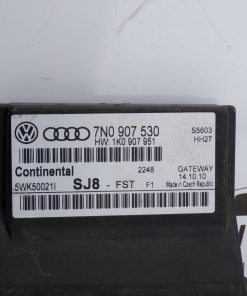 7N0 907 530
S5603
HW: 1K0 907 951
HH27
Continental
2248
GATEWAY
14.10.10
5WK50021I
SJ8 - FST F1
Made in Czech Republic